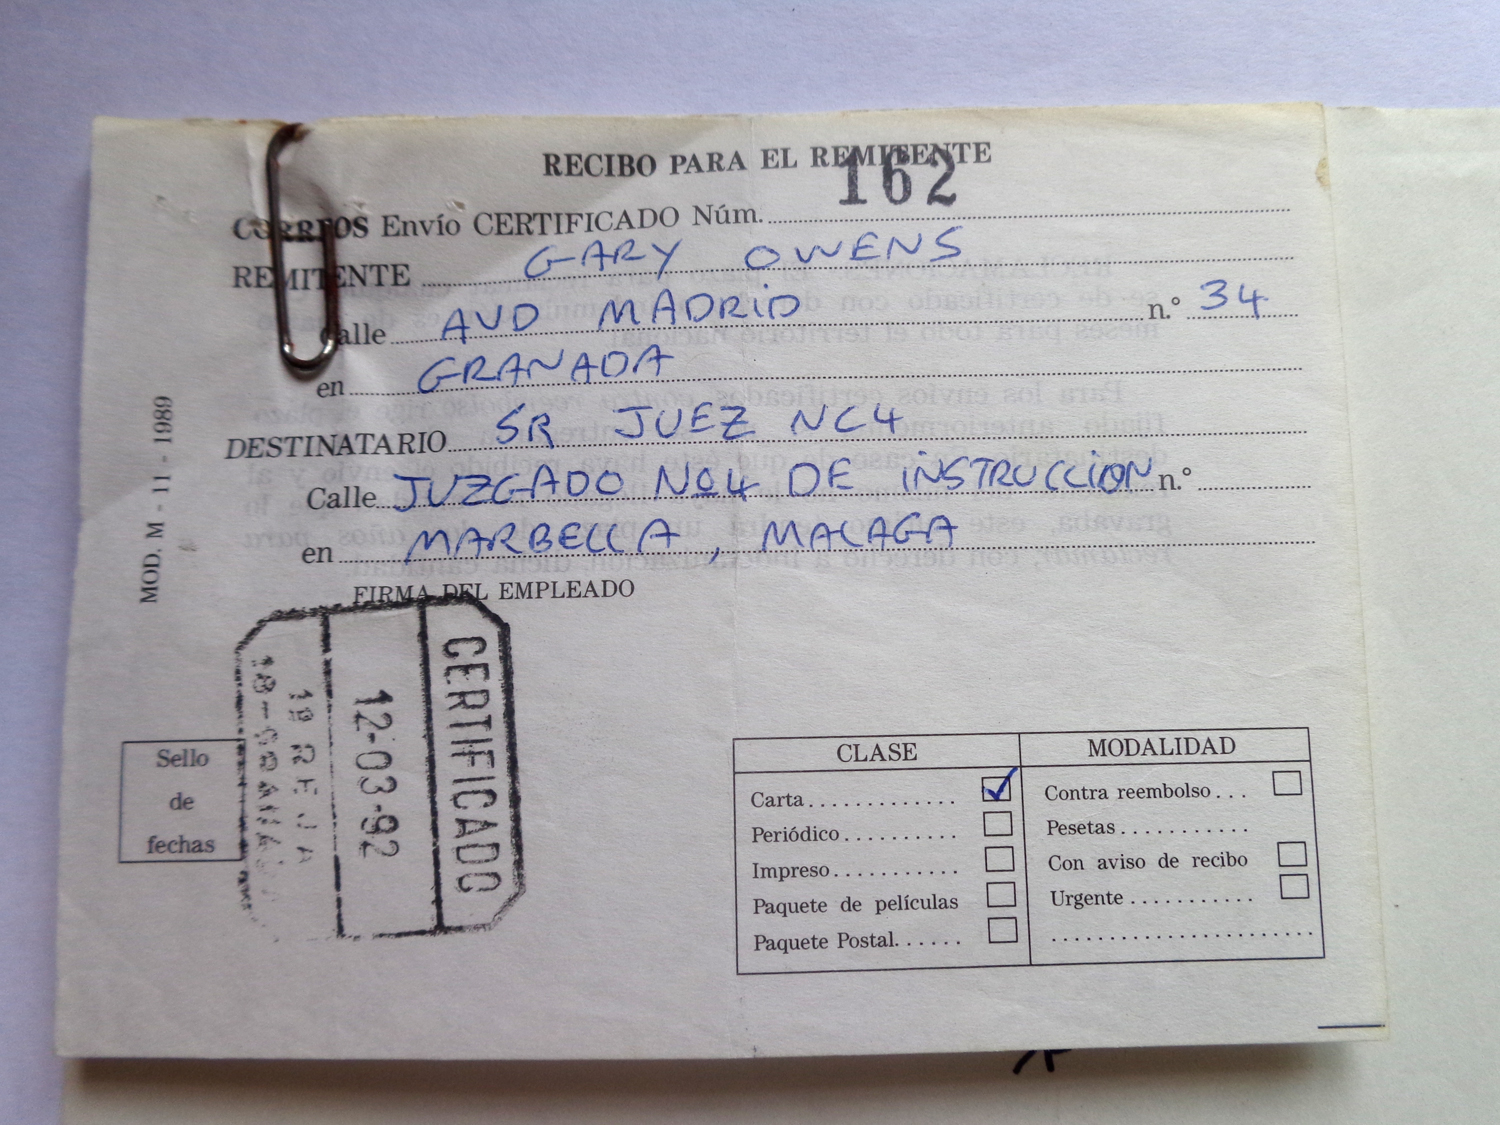 RECIBO PARA EL REMITENTE
162
CORREOS Envío CERTIFICADO Núm.
REMITENTE GARY OWENS
Calle AVD MADRID n.º 34
en GRANADA
DESTINATARIO SR JUEZ NC4
Calle JUZGADO Nº4 DE INSTRUCCION n.º
en MARBELLA, MALAGA
MOD. M - 11 - 1989
FIRMA DEL EMPLEADO
CERTIFICADO
12-03-92
Sello
de
fechas
CLASE
Carta
Periódico
Impreso
Paquete de películas
Paquete Postal
MODALIDAD
Contra reembolso
Pesetas
Con aviso de recibo
Urgente